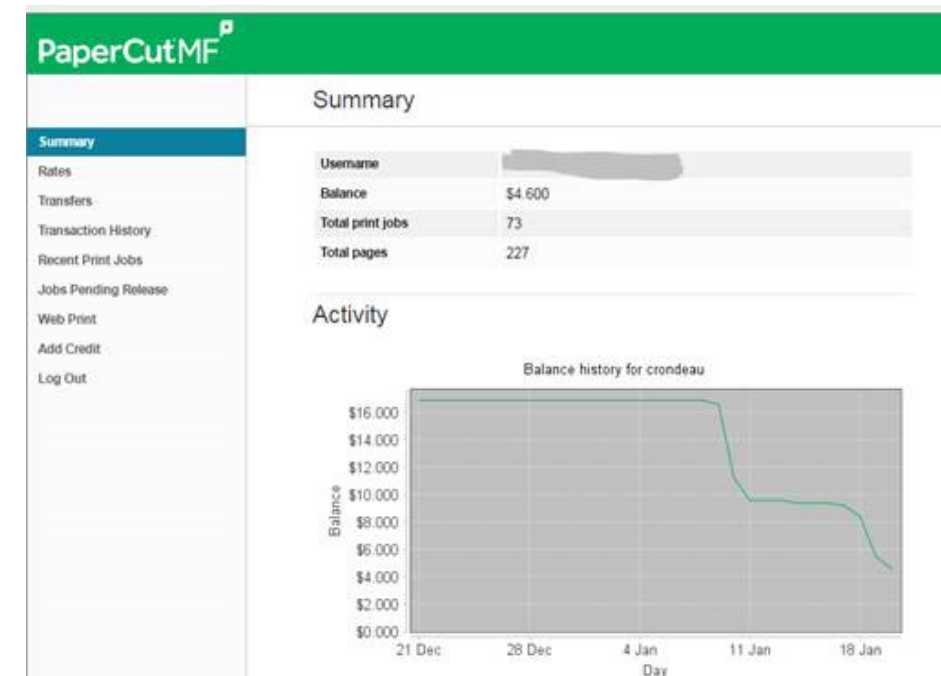 PaperCutMF
Summary
Summary
Rates
Transfers
Transaction History
Recent Print Jobs
Jobs Pending Release
Web Print
Add Credit
Log Out
Username
Balance $4.600
Total print jobs 73
Total pages 227
Activity
Balance history for crondeau
$16.000
$14.000
$12.000
$10.000
$8.000
$6.000
$4.000
$2.000
$0.000
Balance
21 Dec 28 Dec 4 Jan 11 Jan 18 Jan
Day